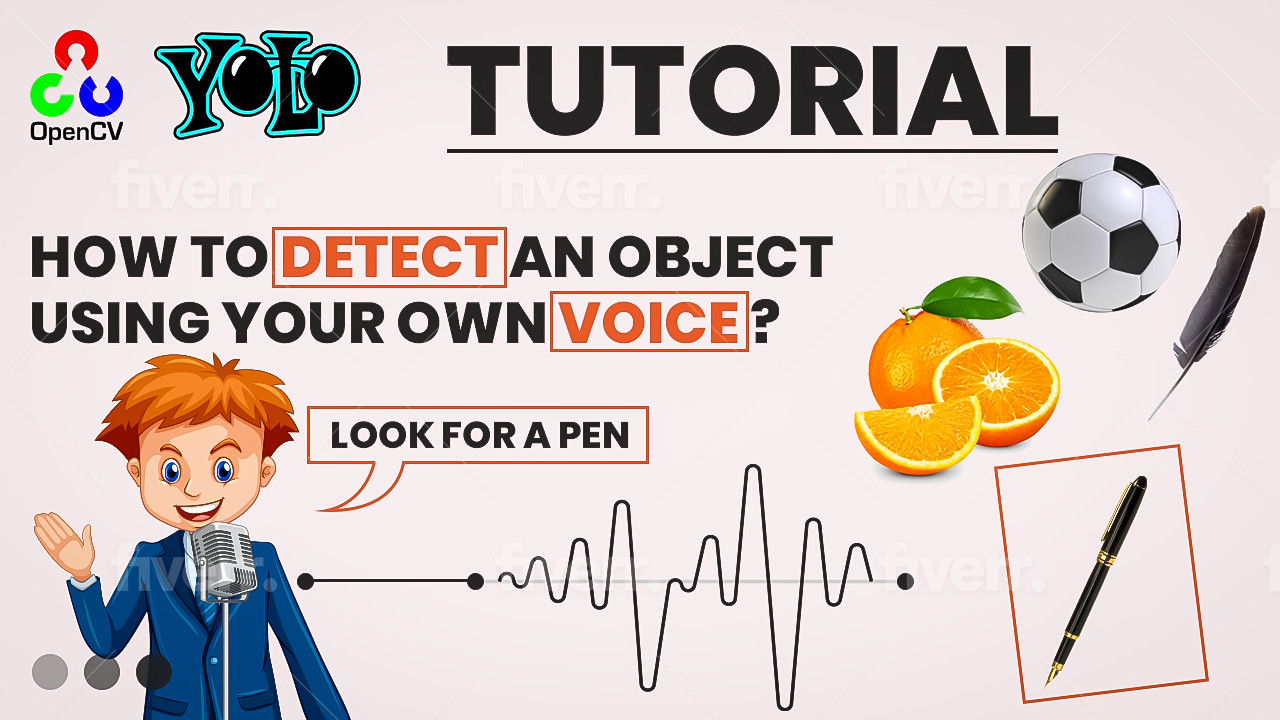 OpenCV
YOLO
TUTORIAL
fiverr.
fiverr.
fiverr.
HOW TO DETECT AN OBJECT
USING YOUR OWN VOICE?
LOOK FOR A PEN
fiverr.
fiverr.
fiverr.